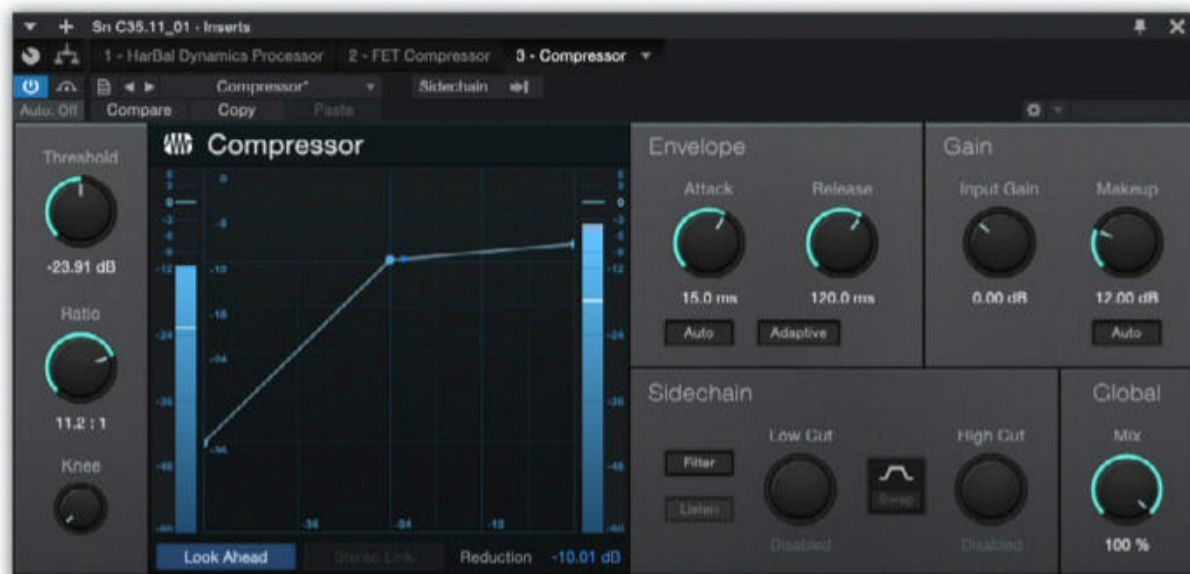 Sn C35.11_01 - Inserts
1 - HarBal Dynamics Processor 2 - FET Compressor 3 - Compressor
Compressor* Sidechain
Auto: Off Compare Copy Paste
Compressor
Threshold
-23.91 dB
Ratio
11.2 : 1
Knee
Look Ahead Stereo Link Reduction -10.01 dB
Envelope
Attack Release
15.0 ms 120.0 ms
Auto Adaptive
Gain
Input Gain Makeup
0.00 dB 12.00 dB
Auto
Sidechain
Low Cut High Cut
Filter
Listen
Swap
Disabled Disabled
Global
Mix
100 %